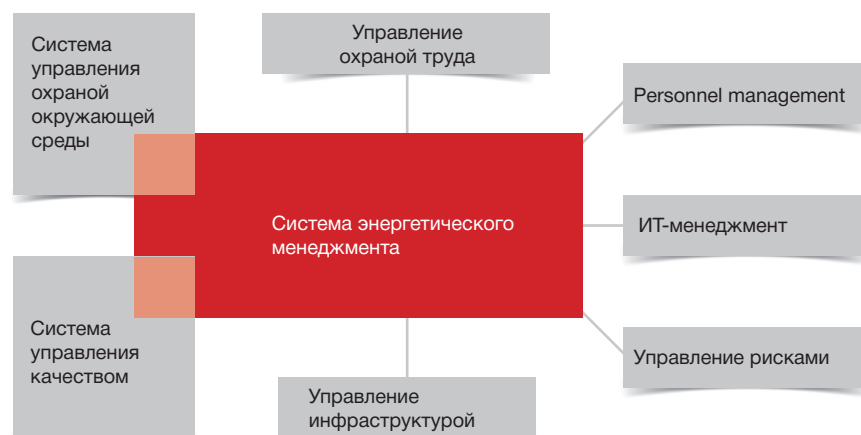 Система
управления
охраной
окружающей
среды
Управление
охраной труда
Personnel management
Система энергетического
менеджмента
ИТ-менеджмент
Система
управления
качеством
Управление
инфраструктурой
Управление рисками